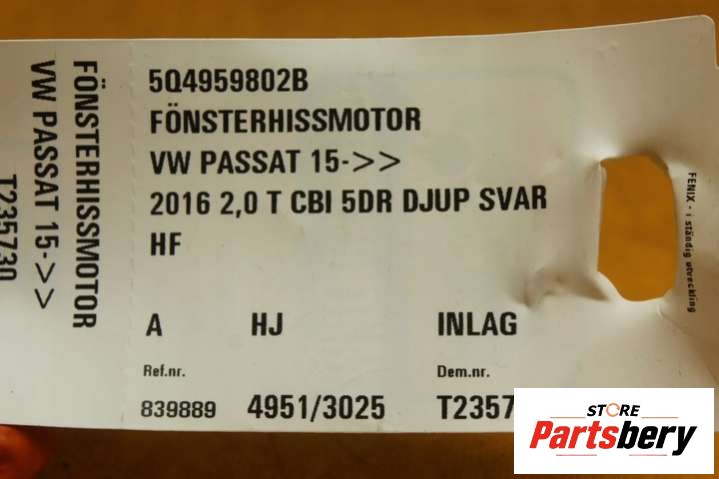 5Q4959802B
FÖNSTERHISSMOTOR
VW PASSAT 15->>
2016 2,0 T CBI 5DR DJUP SVAR
HF
A HJ INLAG
Ref.nr. Dem.nr.
839889 4951/3025 T2357
FÖNSTERHISSMOTOR
VW PASSAT 15->>
T235730
FENIX - i ständig utveckling
STORE
Partsbery